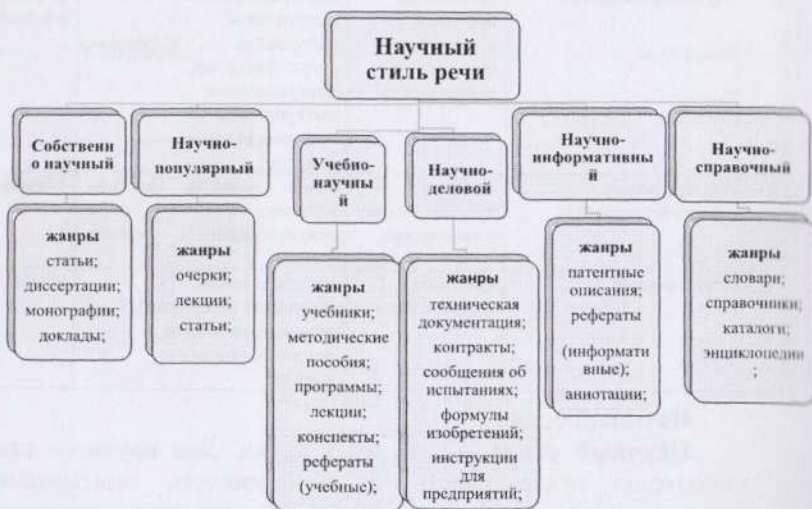 Научный
стиль речи
Собственн
о научный
жанры
статьи;
диссертации;
монографии;
доклады;
Научно-
популярный
жанры
очерки;
лекции;
статьи;
Учебно-
научны
й
жанры
учебники;
методические
пособия;
программы;
лекции;
конспекты;
рефераты
(учебные);
Научно-
деловой
жанры
техническая
документация;
контракты;
сообщения об
испытаниях;
формулы
изобретений;
инструкции
для
предприятий;
Научно-
информативны
й
жанры
патентные
описания;
рефераты
(информати
вные);
аннотации;
Научно-
справочный
жанры
словари;
справочники;
каталоги;
энциклопедии
;